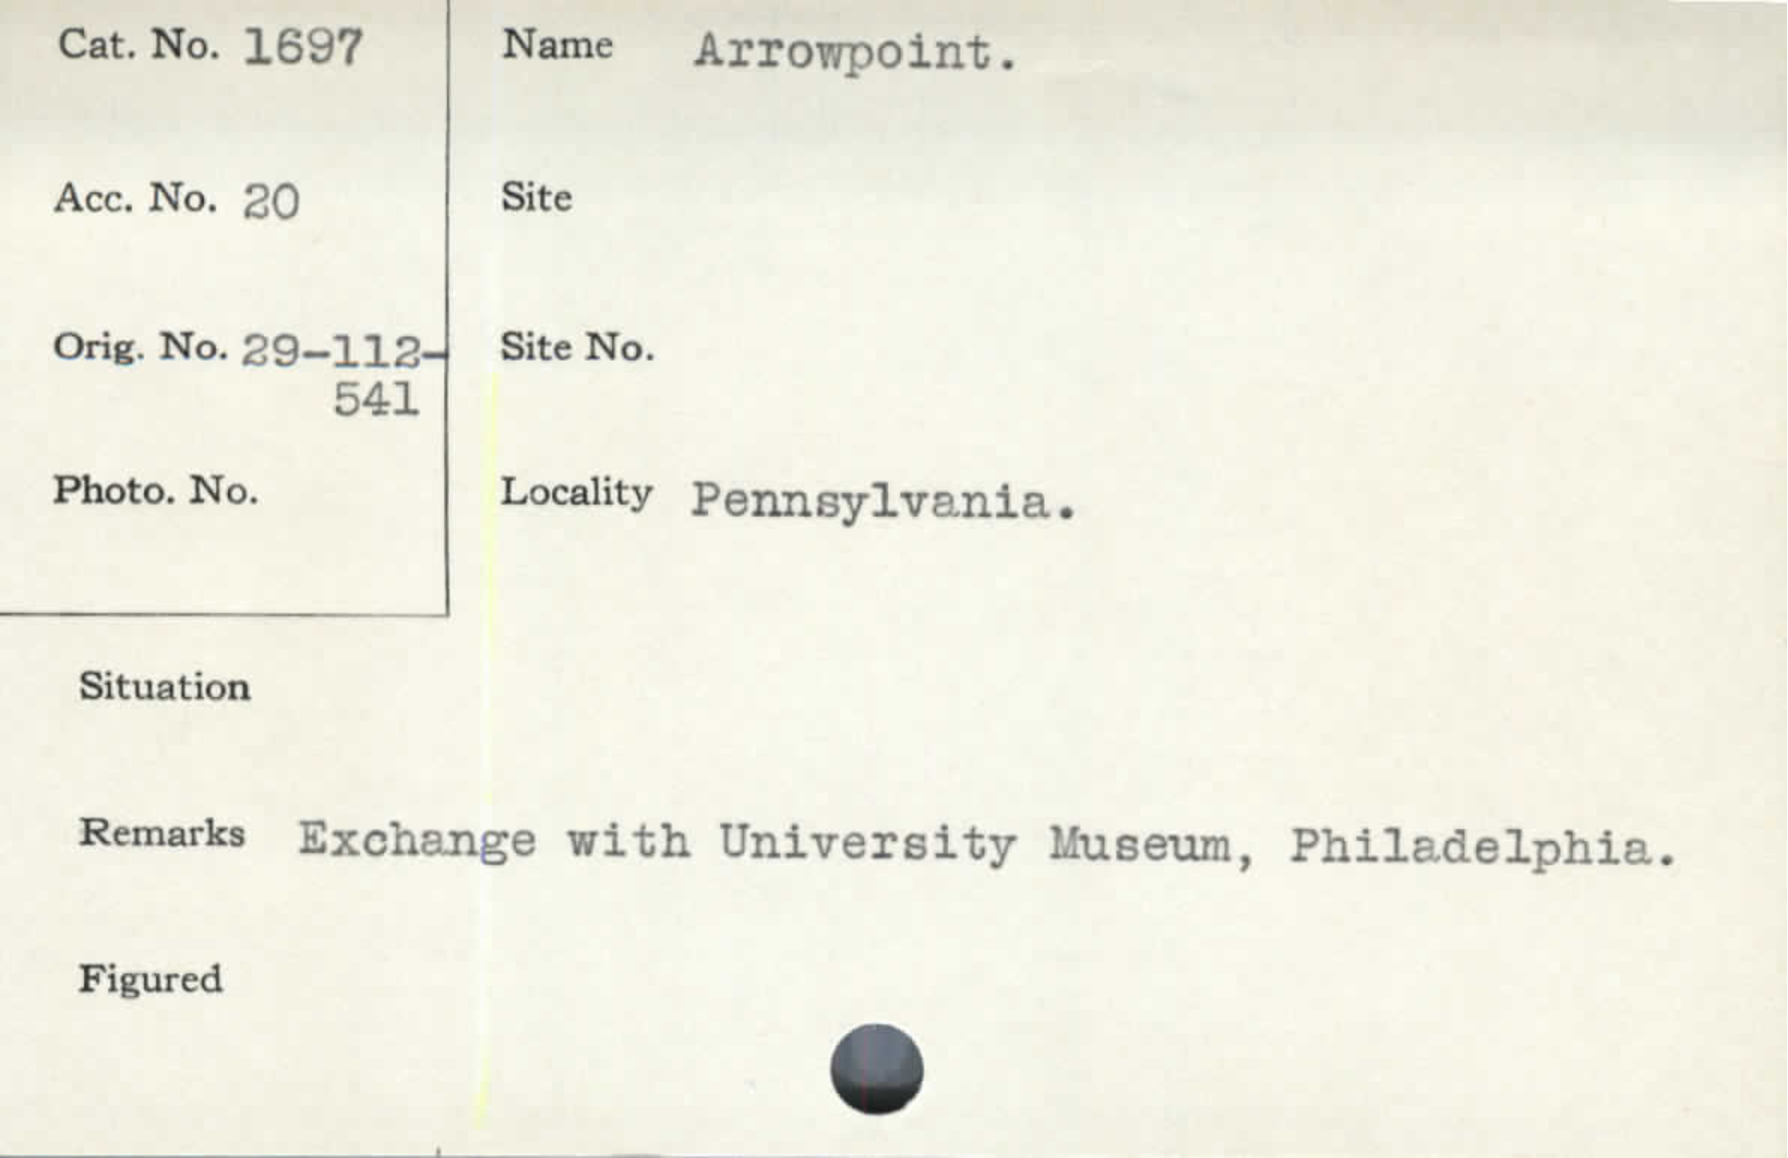 Cat. No. 1697
Name Arrowpoint.
Acc. No. 20
Site
Orig. No. 29-112-
541
Site No.
Photo. No.
Locality Pennsylvania.
Situation
Remarks Exchange with University Museum, Philadelphia.
Figured